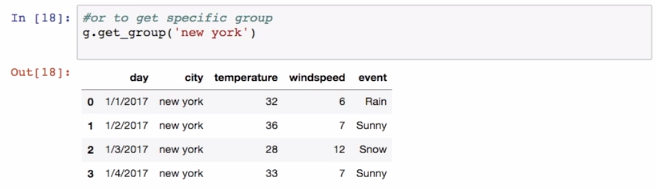 In [18]: #or to get specific group
g.get_group('new york')
Out[18]:
day city temperature windspeed event
0 1/1/2017 new york 32 6 Rain
1 1/2/2017 new york 36 7 Sunny
2 1/3/2017 new york 28 12 Snow
3 1/4/2017 new york 33 7 Sunny